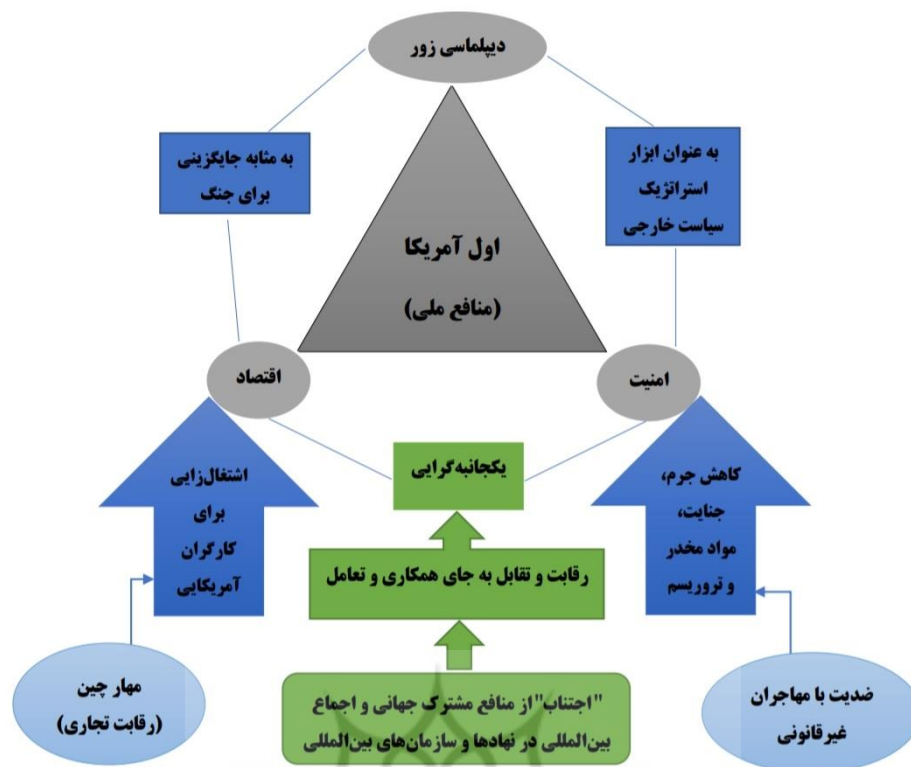 دیپلماسی زور
به عنوان ابزار
استراتژیک
سیاست خارجی
به مثابه جایگزینی
برای جنگ
اول آمریکا
(منافع ملی)
امنیت
اقتصاد
یکجانبه‌گرایی
کاهش جرم،
جنایت،
مواد مخدر
و تروریسم
اشتغال‌زایی
برای
کارگران
آمریکایی
رقابت و تقابل به جای همکاری و تعامل
ضدیت با مهاجران
غیرقانونی
"اجتناب"از منافع مشترک جهانی و اجماع
بین‌المللی در نهادها و سازمان‌های بین‌المللی
مهار چین
(رقابت تجاری)